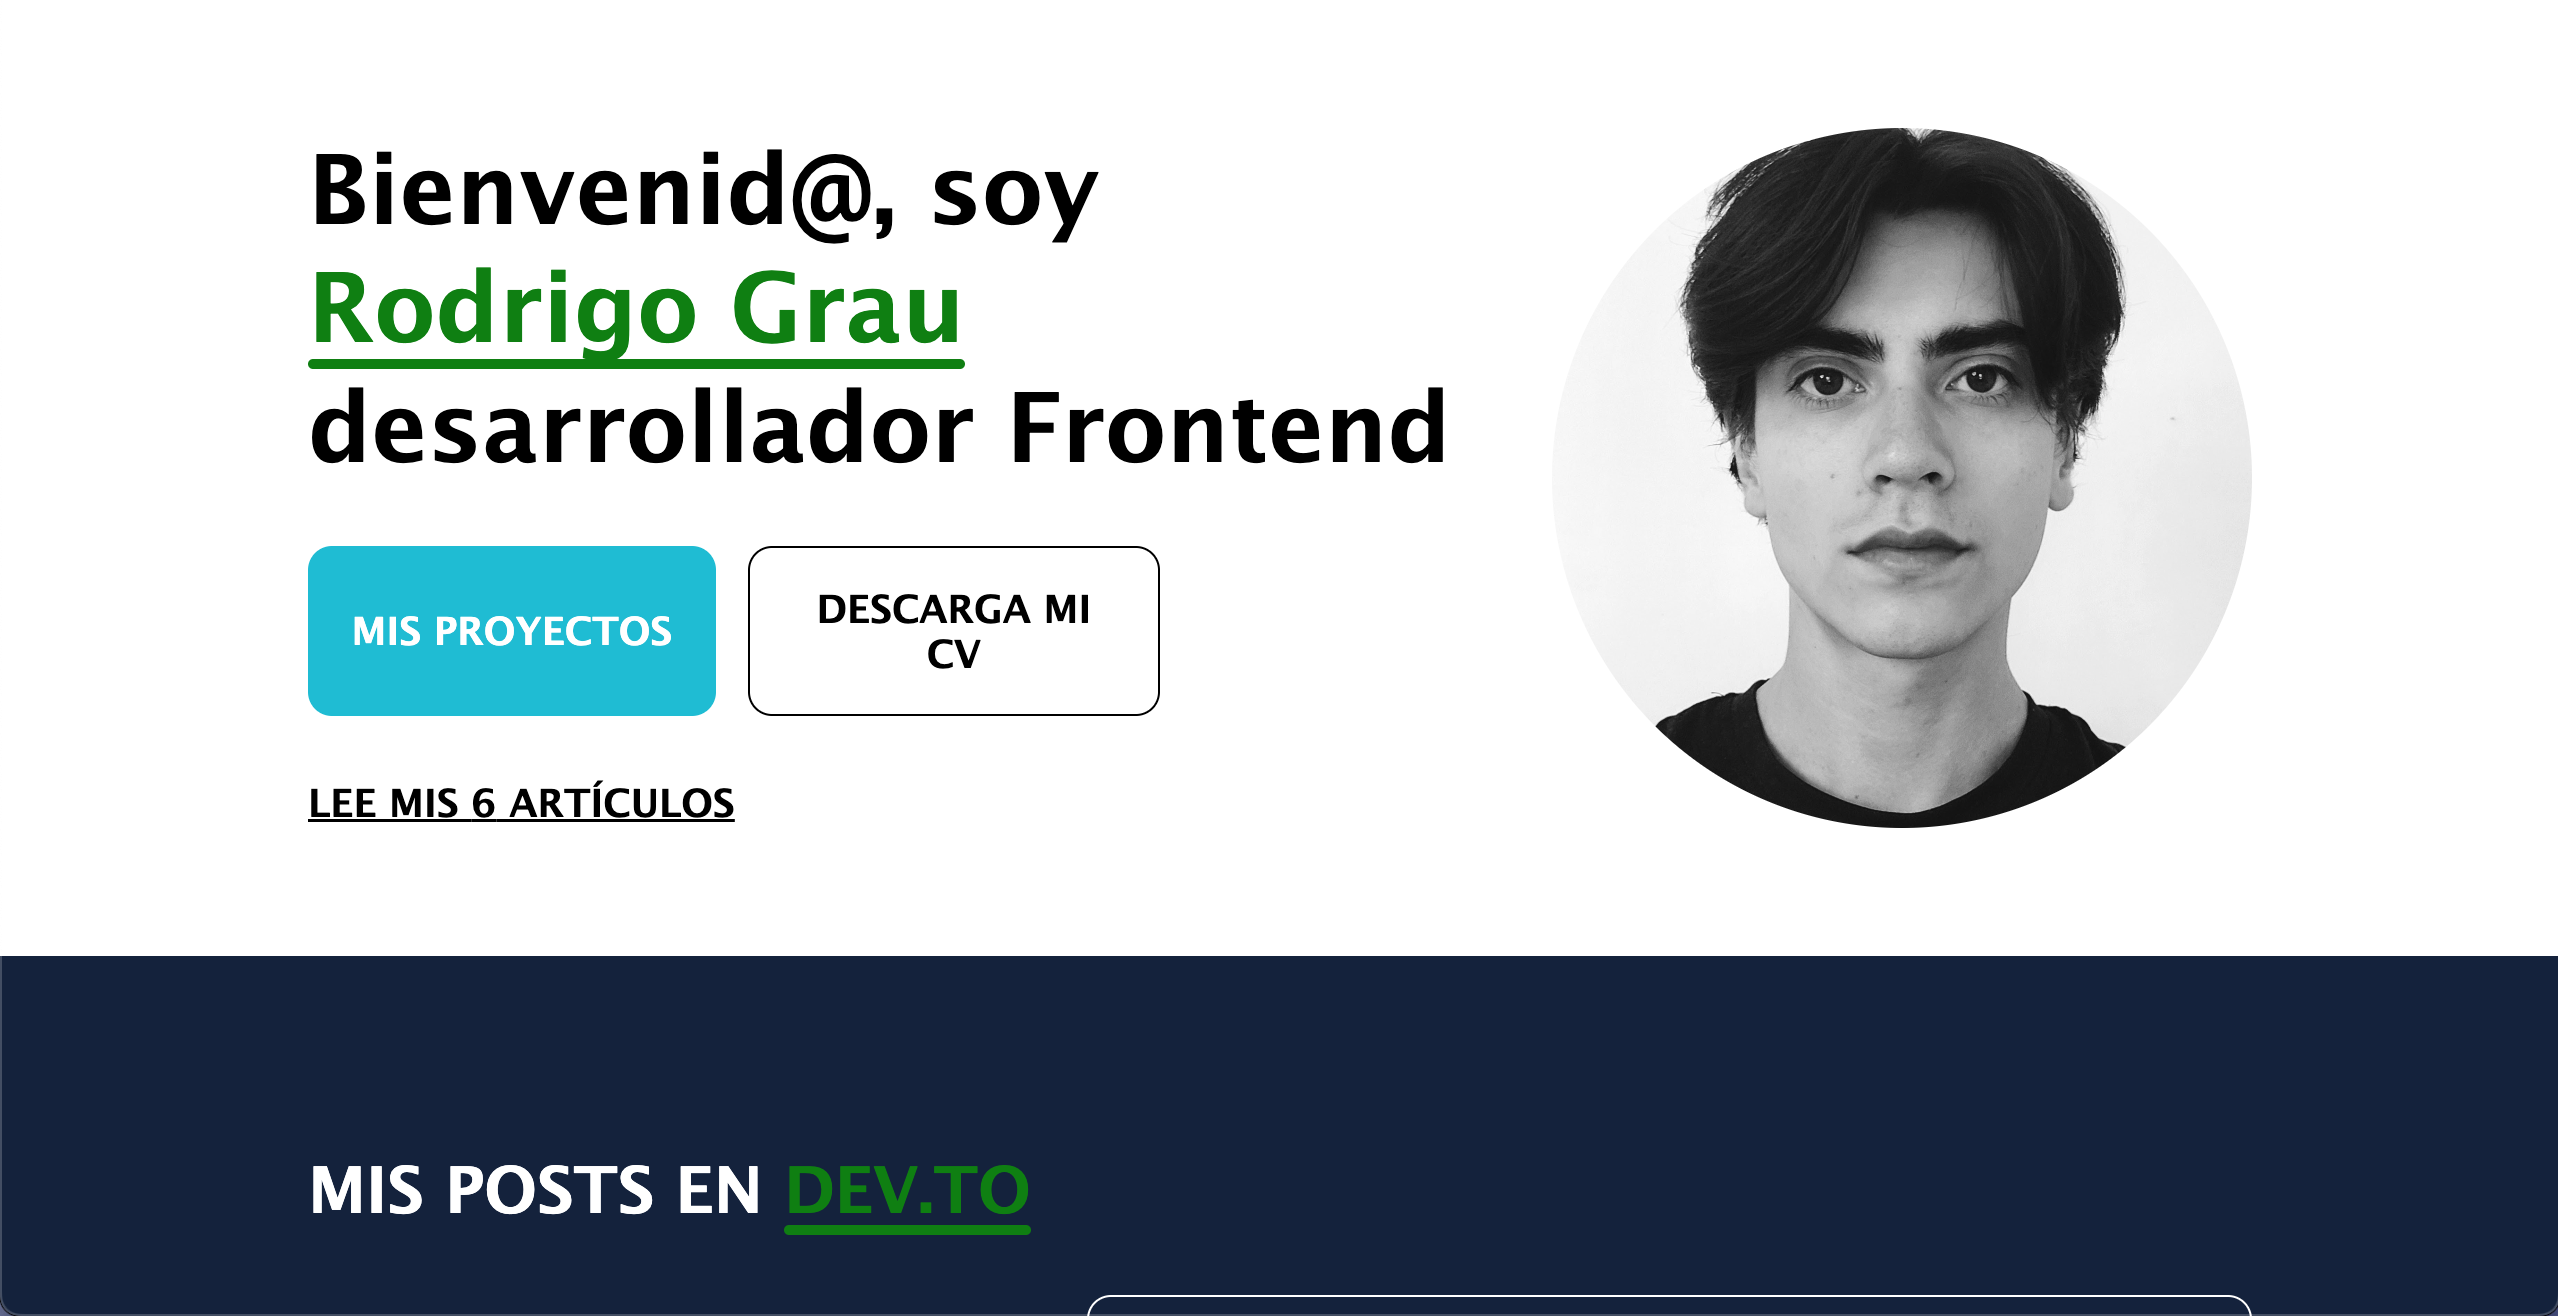 Bienvenid@, soy
Rodrigo Grau
desarrollador Frontend
MIS PROYECTOS
DESCARGA MI
CV
LEE MIS 6 ARTÍCULOS
MIS POSTS EN DEV.TO